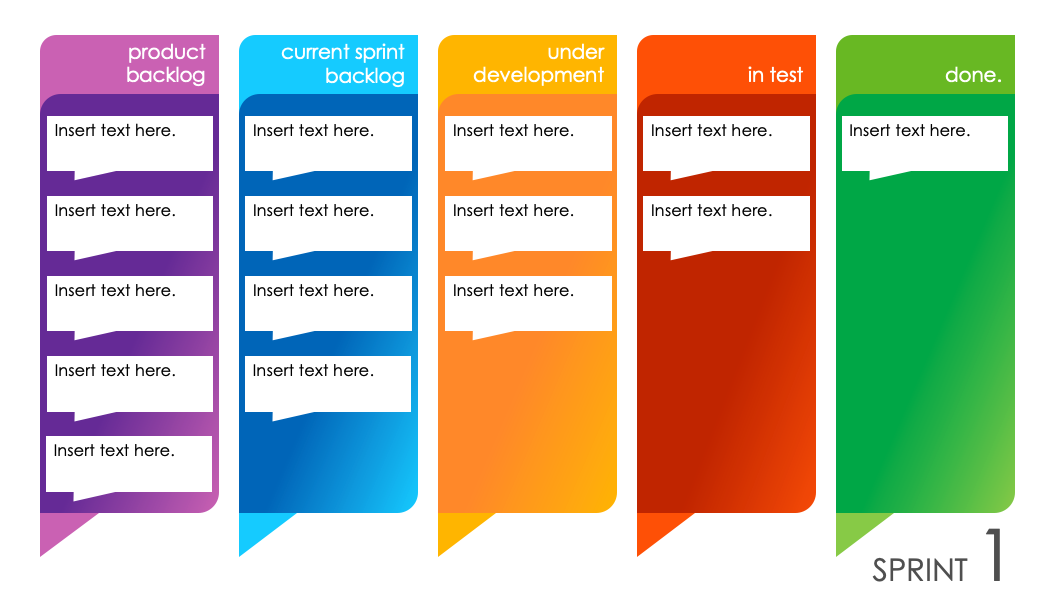 product
backlog
Insert text here.
Insert text here.
Insert text here.
Insert text here.
Insert text here.
current sprint
backlog
Insert text here.
Insert text here.
Insert text here.
Insert text here.
under
development
Insert text here.
Insert text here.
Insert text here.
in test
Insert text here.
Insert text here.
done.
Insert text here.
SPRINT 1